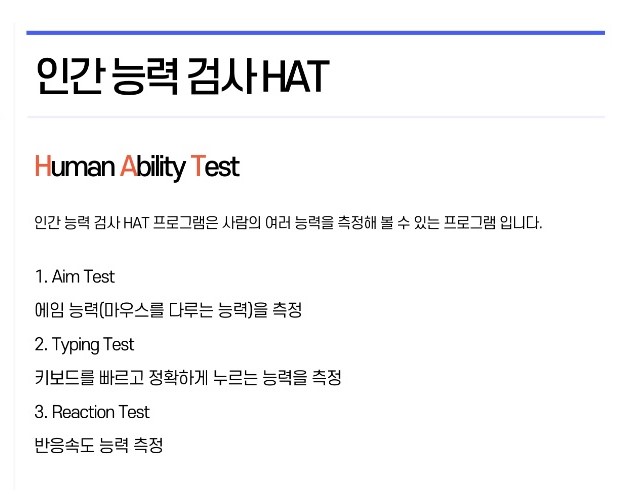 인간 능력 검사 HAT
Human Ability Test
인간 능력 검사 HAT 프로그램은 사람의 여러 능력을 측정해 볼 수 있는 프로그램 입니다.
1. Aim Test
에임 능력(마우스를 다루는 능력)을 측정
2. Typing Test
키보드를 빠르고 정확하게 누르는 능력을 측정
3. Reaction Test
반응속도 능력 측정